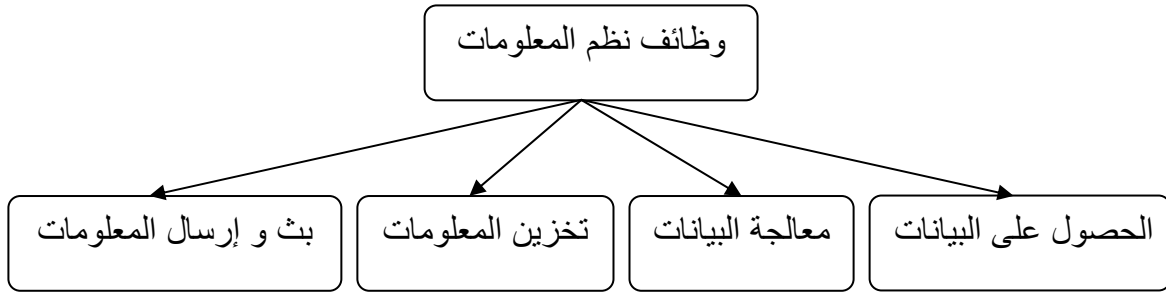 وظائف نظم المعلومات
الحصول على البيانات
معالجة البيانات
تخزين المعلومات
بث و إرسال المعلومات